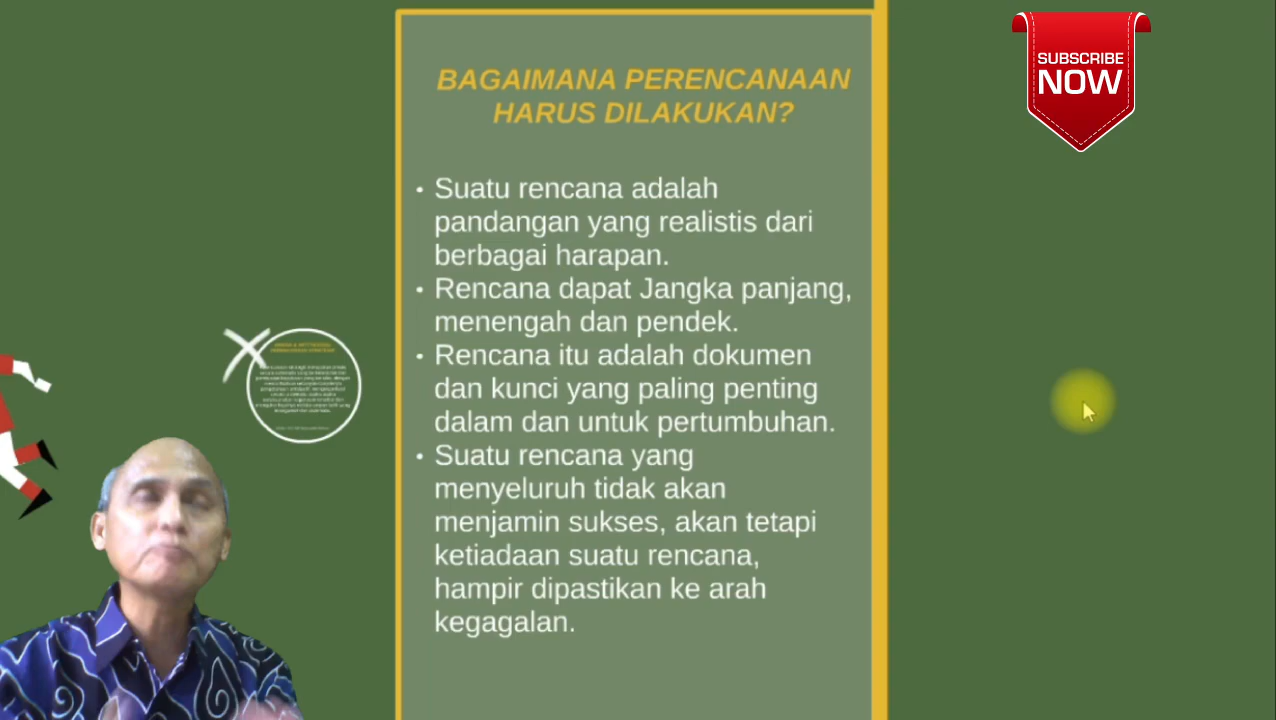 BAGAIMANA PERENCANAAN
HARUS DILAKUKAN?
• Suatu rencana adalah
pandangan yang realistis dari
berbagai harapan.
• Rencana dapat Jangka panjang,
menengah dan pendek.
• Rencana itu adalah dokumen
dan kunci yang paling penting
dalam dan untuk pertumbuhan.
• Suatu rencana yang
menyeluruh tidak akan
menjamin sukses, akan tetapi
ketiadaan suatu rencana,
hampir dipastikan ke arah
kegagalan.
SUBSCRIBE
NOW